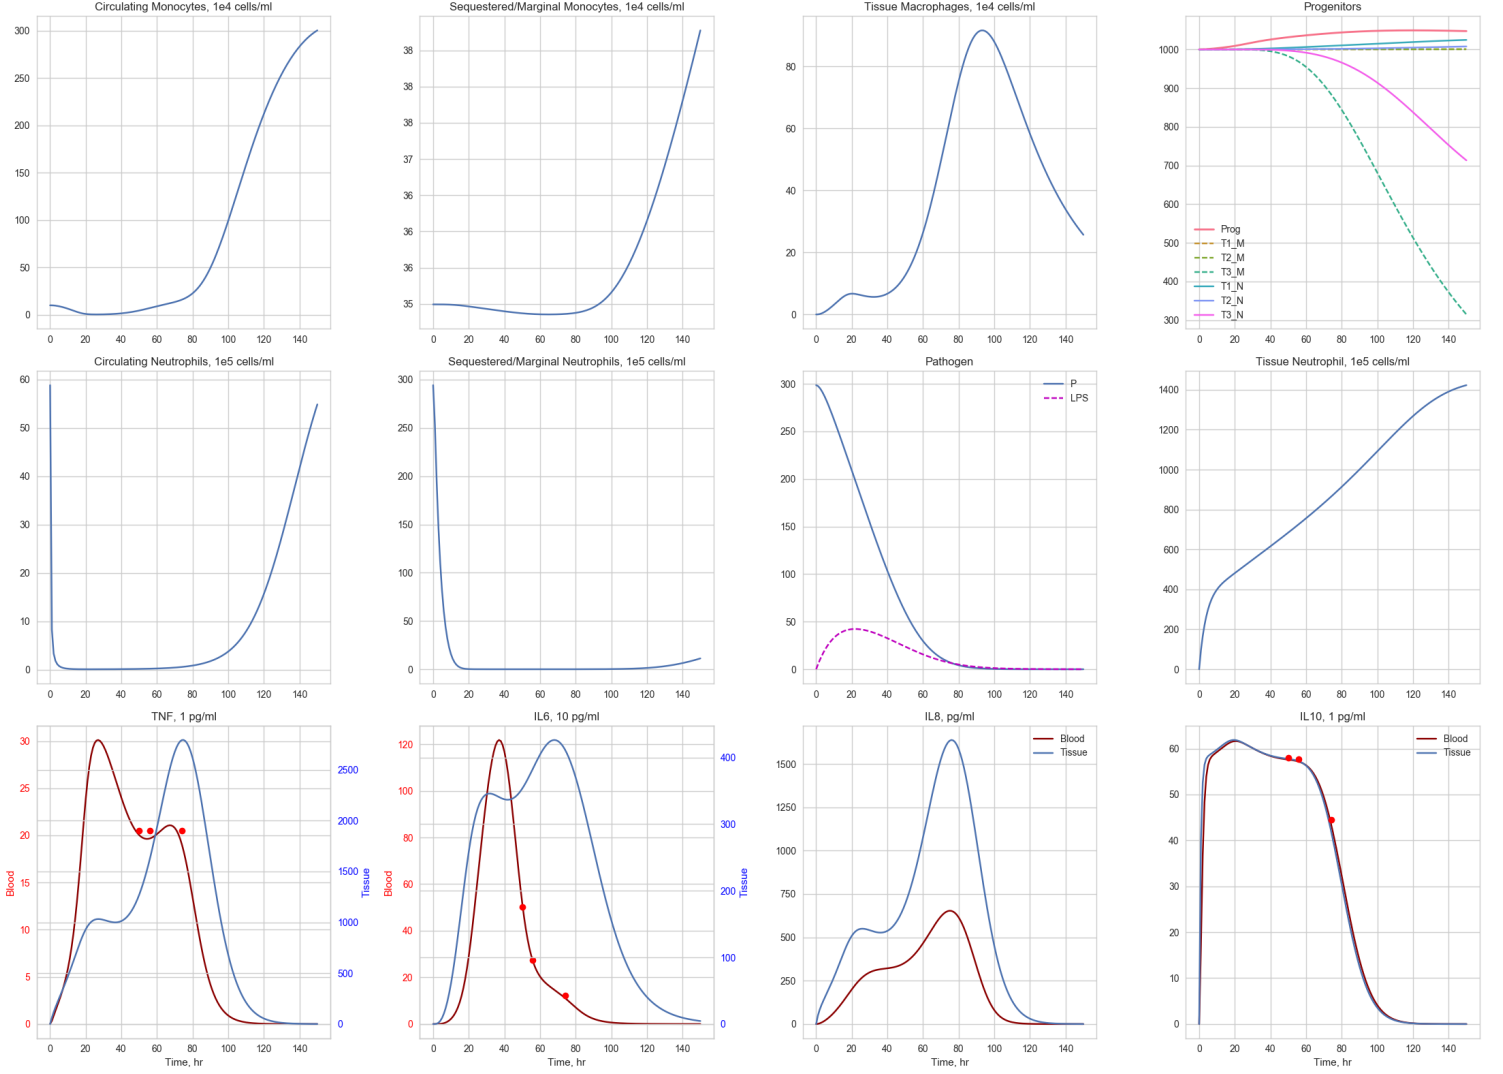 Circulating Monocytes, 1e4 cells/ml
300
250
200
150
100
50
0
0 20 40 60 80 100 120 140
Sequestered/Marginal Monocytes, 1e4 cells/ml
38
38
38
37
36
36
36
35
0 20 40 60 80 100 120 140
Tissue Macrophages, 1e4 cells/ml
80
60
40
20
0
0 20 40 60 80 100 120 140
Progenitors
1000
900
800
700
600
500
400
300
Prog
T1_M
T2_M
T3_M
T1_N
T2_N
T3_N
0 20 40 60 80 100 120 140
Circulating Neutrophils, 1e5 cells/ml
60
50
40
30
20
10
0
0 20 40 60 80 100 120 140
Sequestered/Marginal Neutrophils, 1e5 cells/ml
300
250
200
150
100
50
0
0 20 40 60 80 100 120 140
Pathogen
P
LPS
300
250
200
150
100
50
0
0 20 40 60 80 100 120 140
Tissue Neutrophil, 1e5 cells/ml
1400
1200
1000
800
600
400
200
0
0 20 40 60 80 100 120 140
TNF, 1 pg/ml
30
25
20
15
10
5
0
Blood
2500
2000
1500
1000
500
0
Tissue
0 20 40 60 80 100 120 140
Time, hr
IL6, 10 pg/ml
120
100
80
60
40
20
0
Blood
400
300
200
100
0
Tissue
0 20 40 60 80 100 120 140
Time, hr
IL8, pg/ml
Blood
Tissue
1500
1250
1000
750
500
250
0
0 20 40 60 80 100 120 140
Time, hr
IL10, 1 pg/ml
Blood
Tissue
60
50
40
30
20
10
0
0 20 40 60 80 100 120 140
Time, hr